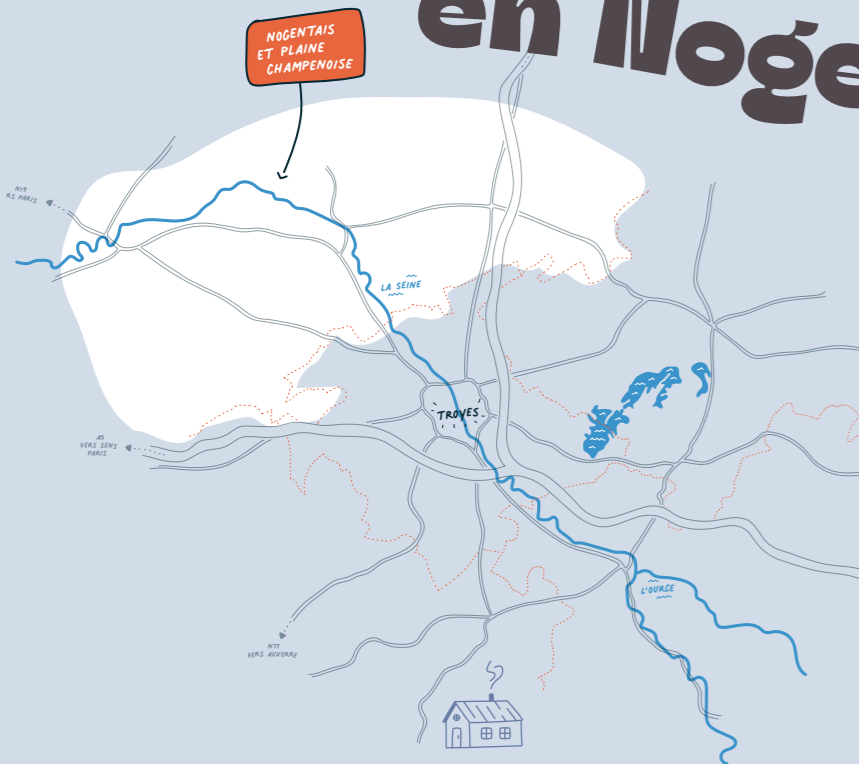 en Noge
NOGENTAIS
ET PLAINE
CHAMPENOISE
N19
RS PARIS
LA SEINE
TROYES
A5
VERS SENS
PARIS
L'OURCE
N77
VERS AUXERRE